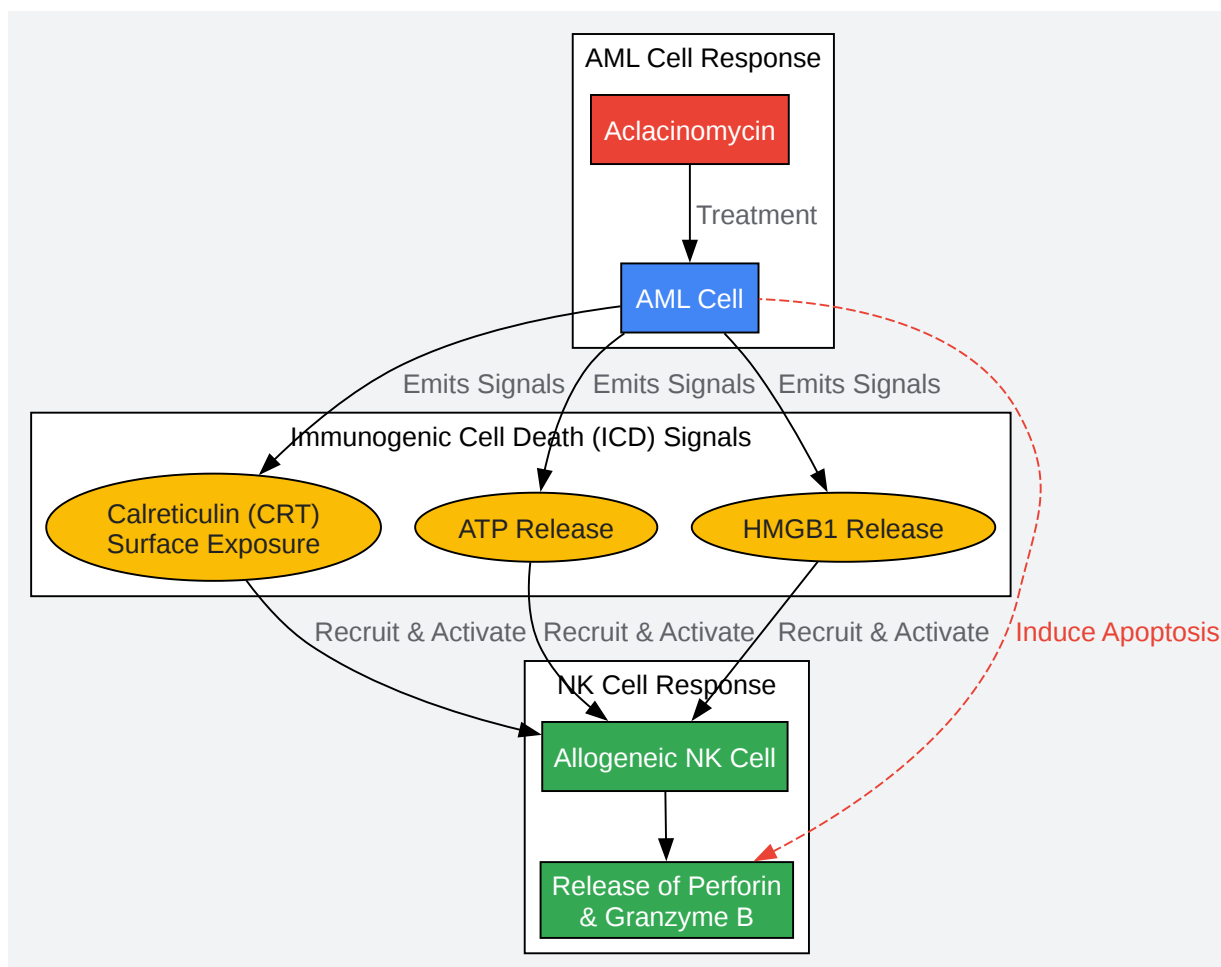 AML Cell Response
Aclacinomycin
Treatment
AML Cell
Emits Signals
Emits Signals
Emits Signals
Immunogenic Cell Death (ICD) Signals
Calreticulin (CRT)
Surface Exposure
ATP Release
HMGB1 Release
Recruit & Activate
Recruit & Activate
Recruit & Activate
Induce Apoptosis
NK Cell Response
Allogeneic NK Cell
Release of Perforin
& Granzyme B